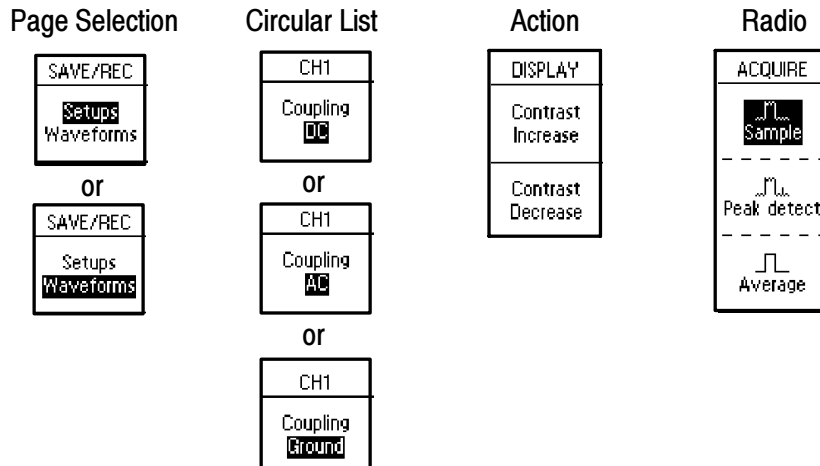 Page Selection
SAVE/REC
Setups
Waveforms
or
SAVE/REC
Setups
Waveforms
Circular List
CH1
Coupling
DC
or
CH1
Coupling
AC
or
CH1
Coupling
Ground
Action
DISPLAY
Contrast
Increase
Contrast
Decrease
Radio
ACQUIRE
Sample
Peak detect
Average